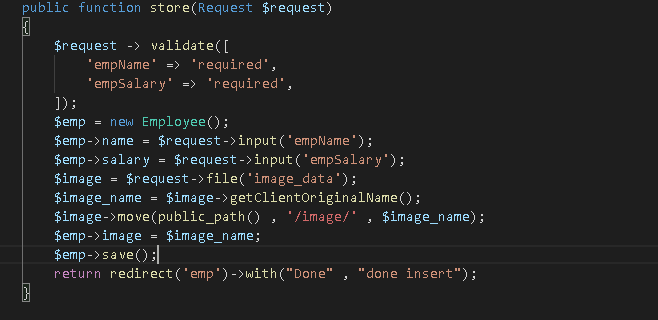 public function store(Request $request)
{
$request -> validate([
'empName' => 'required',
'empSalary' => 'required',
]);
$emp = new Employee();
$emp->name = $request->input('empName');
$emp->salary = $request->input('empSalary');
$image = $request->file('image_data');
$image_name = $image->getClientOriginalName();
$image->move(public_path() , '/image/' , $image_name);
$emp->image = $image_name;
$emp->save();
return redirect('emp')->with("Done" , "done insert");
}